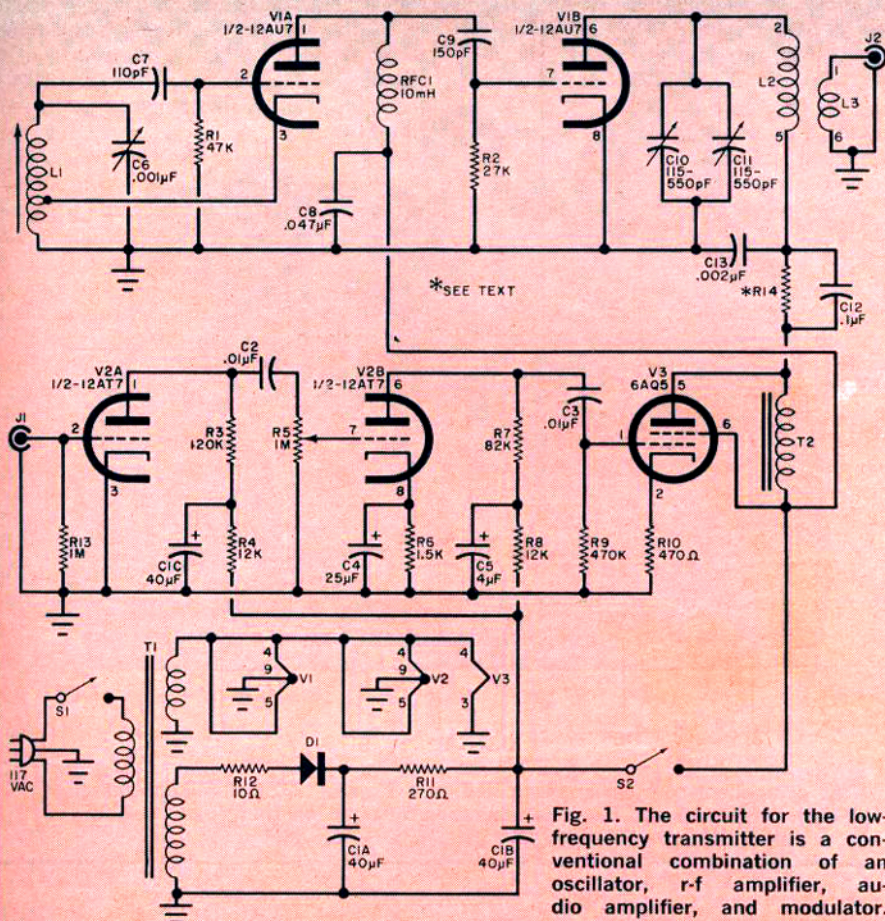 V1A
1/2-12AU7
1
2
3
C7
110pF
C6
.001µF
L1
R1
47K
RFC1
10mH
C8
.047µF
C9
150pF
R2
27K
V1B
1/2-12AU7
6
7
8
C10
115-
550pF
C11
115-
550pF
2
L2
5
J2
1
L3
6
C13
.002µF
*R14
C12
.1µF
*SEE TEXT
V2A
1/2-12AT7
1
2
3
J1
R13
1M
C2
.01µF
R3
120K
R5
1M
C1C
40µF
R4
12K
V2B
1/2-12AT7
6
7
8
C4
25µF
R6
1.5K
R7
82K
C5
4µF
R8
12K
C3
.01µF
R9
470K
V3
6AQ5
5
1
6
2
R10
470Ω
T2
T1
S1
117
VAC
4
9
5
V1
4
9
5
V2
4
3
V3
R12
10Ω
D1
R11
270Ω
C1A
40µF
C1B
40µF
S2
Fig. 1. The circuit for the low-
frequency transmitter is a con-
ventional combination of an
oscillator, r-f amplifier, au-
dio amplifier, and modulator.